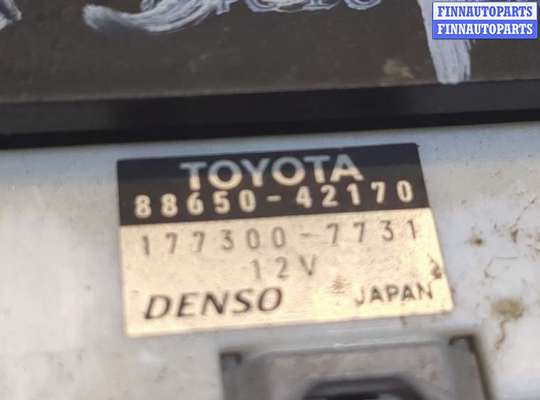 FINNAUTOPARTS
FINNAUTOPARTS
TOYOTA
88650-42170
177300-7731
12V
DENSO JAPAN